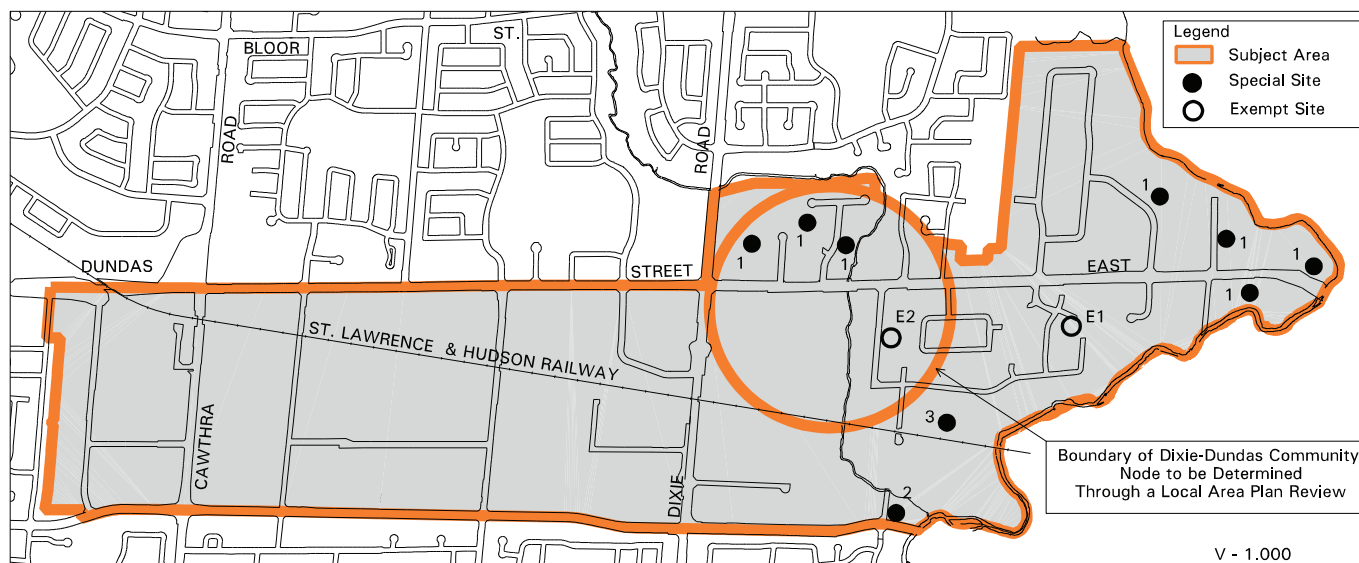 BLOOR
ST.
ROAD
ROAD
Legend
Subject Area
Special Site
Exempt Site
DUNDAS
STREET
EAST
1
1
1
1
1
1
1
E2
E1
ST. LAWRENCE & HUDSON RAILWAY
CAWTHRA
DIXIE
3
2
Boundary of Dixie-Dundas Community
Node to be Determined
Through a Local Area Plan Review
V - 1.000